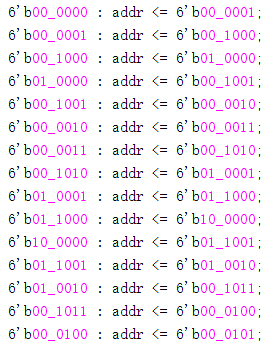 6'b00_0000 : addr <= 6'b00_0001;
6'b00_0001 : addr <= 6'b00_1000;
6'b00_1000 : addr <= 6'b01_0000;
6'b01_0000 : addr <= 6'b00_1001;
6'b00_1001 : addr <= 6'b00_0010;
6'b00_0010 : addr <= 6'b00_0011;
6'b00_0011 : addr <= 6'b00_1010;
6'b00_1010 : addr <= 6'b01_0001;
6'b01_0001 : addr <= 6'b01_1000;
6'b01_1000 : addr <= 6'b10_0000;
6'b10_0000 : addr <= 6'b01_1001;
6'b01_1001 : addr <= 6'b01_0010;
6'b01_0010 : addr <= 6'b00_1011;
6'b00_1011 : addr <= 6'b00_0100;
6'b00_0100 : addr <= 6'b00_0101;